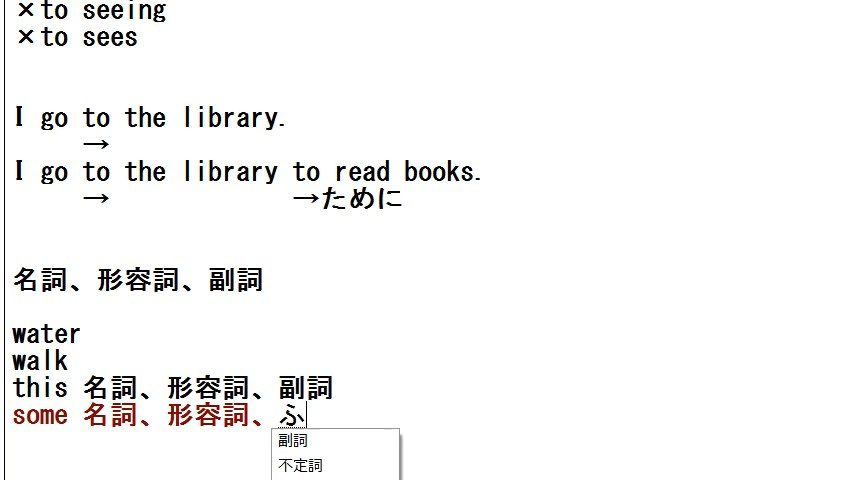 ×to seeing
×to sees
I go to the library.
→
I go to the library to read books.
→ →ために
名詞、形容詞、副詞
water
walk
this 名詞、形容詞、副詞
some 名詞、形容詞、ふ
副詞
不定詞